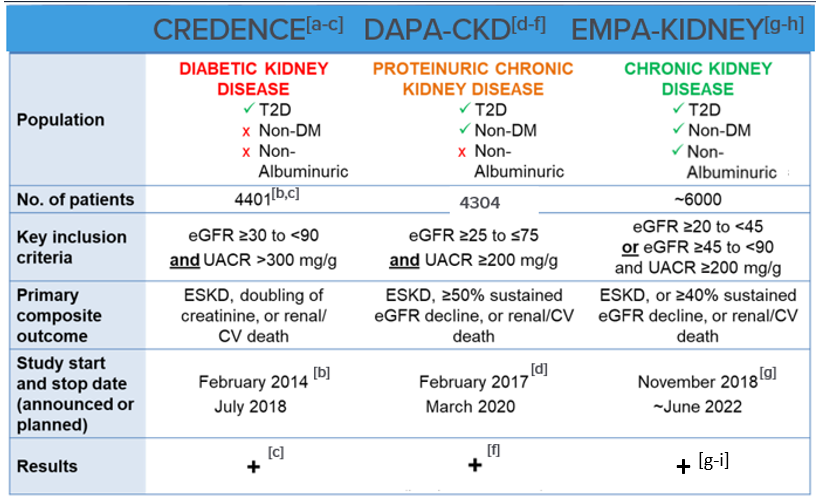 CREDENCE[a-c] DAPA-CKD[d-f] EMPA-KIDNEY[g-h]
Population
DIABETIC KIDNEY
DISEASE
✓ T2D
x Non-DM
x Non-
Albuminuric
PROTEINURIC CHRONIC
KIDNEY DISEASE
✓ T2D
✓ Non-DM
x Non-
Albuminuric
CHRONIC KIDNEY
DISEASE
✓ T2D
✓ Non-DM
✓ Non-
Albuminuric
No. of patients
4401[b,c]
4304
~6000
Key inclusion
criteria
eGFR ≥30 to <90
and UACR >300 mg/g
eGFR ≥25 to ≤75
and UACR ≥200 mg/g
eGFR ≥20 to <45
or eGFR ≥45 to <90
and UACR ≥200 mg/g
Primary
composite
outcome
ESKD, doubling of
creatinine, or renal/
CV death
ESKD, ≥50% sustained
eGFR decline, or renal/CV
death
ESKD, or ≥40% sustained
eGFR decline, or renal/CV
death
Study start
and stop date
(announced or
planned)
February 2014 [b]
July 2018
February 2017 [d]
March 2020
November 2018[g]
~June 2022
Results
+ [c]
+ [f]
+ [g-i]